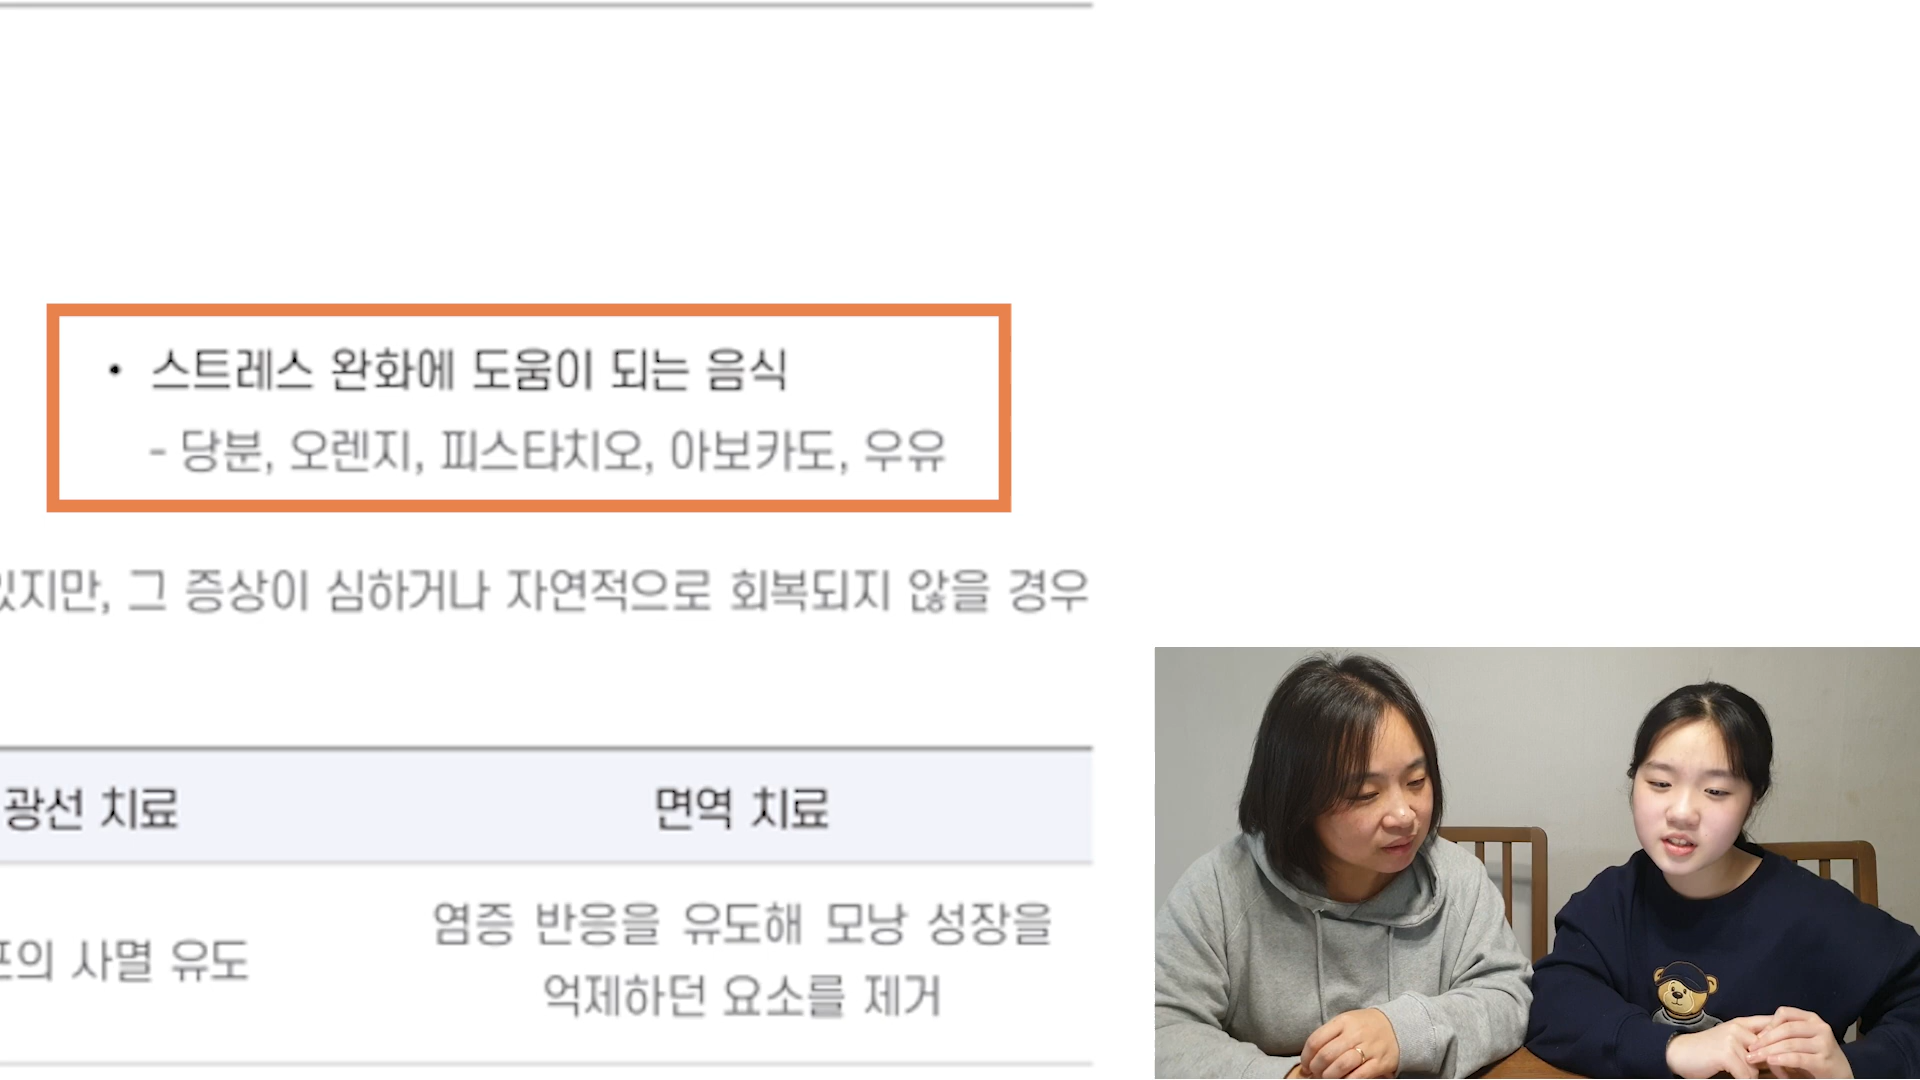 • 스트레스 완화에 도움이 되는 음식
- 당분, 오렌지, 피스타치오, 아보카도, 우유
있지만, 그 증상이 심하거나 자연적으로 회복되지 않을 경우
광선 치료
면역 치료
포의 사멸 유도
염증 반응을 유도해 모낭 성장을
억제하던 요소를 제거